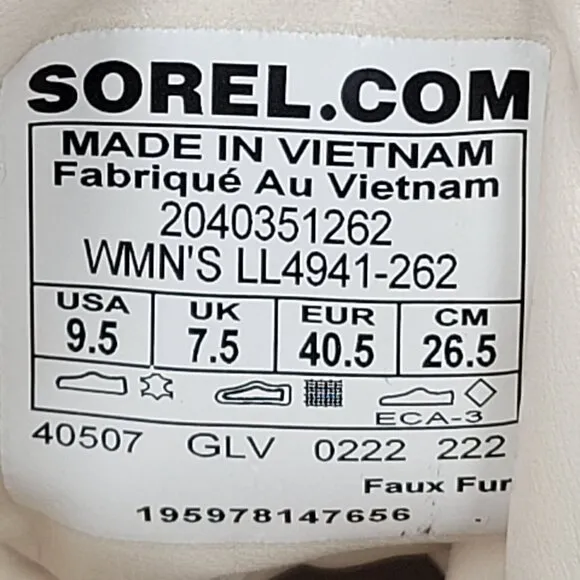 SOREL.COM
MADE IN VIETNAM
Fabriqué Au Vietnam
2040351262
WMN'S LL4941-262
USA UK EUR CM
9.5 7.5 40.5 26.5
ECA-3
40507 GLV 0222 222
Faux Fur
195978147656